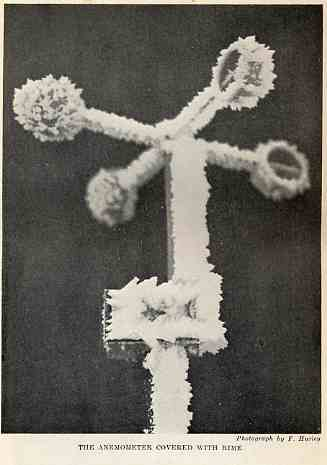 Photograph by F. Hurley
THE ANEMOMETER COVERED WITH RIME